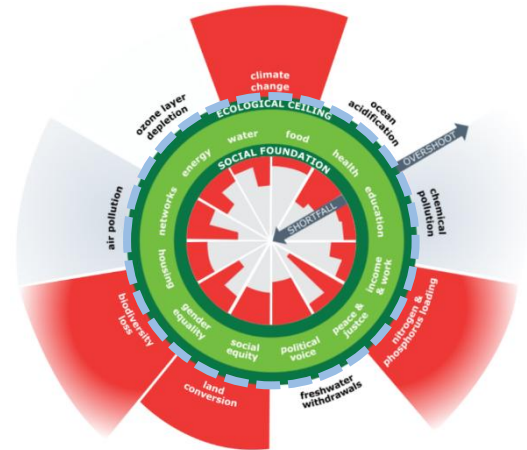 climate
change
ozone layer
depletion
ocean
acidification
ECOLOGICAL CEILING
OVERSHOOT
water
food
energy
health
SOCIAL FOUNDATION
networks
education
SHORTFALL
air pollution
chemical
pollution
housing
income
& work
gender
equality
peace &
justce
social
equity
political
voice
biodiversity
loss
nitrogen &
phosphorus loading
land
conversion
freshwater
withdrawals